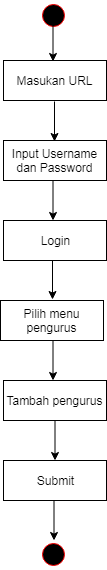 Masukan URL
Input Username
dan Password
Login
Pilih menu
pengurus
Tambah pengurus
Submit